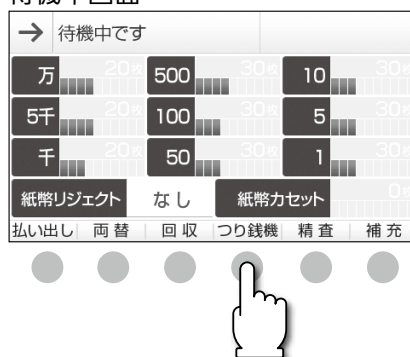 待機中画面
待機中です
万 20枚 500 30枚 10 30枚
5千 20枚 100 30枚 5 30枚
千 20枚 50 30枚 1 30枚
紙幣リジェクト なし 紙幣カセット 0枚
払い出し 両替 回収 つり銭機 精査 補充